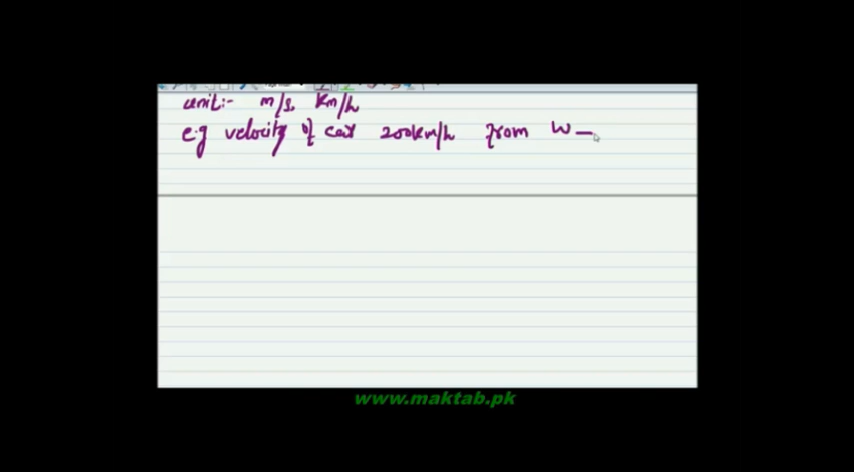 unit:- m/s, km/h
e.g velocity of car 200km/h from W —
www.maktab.pk